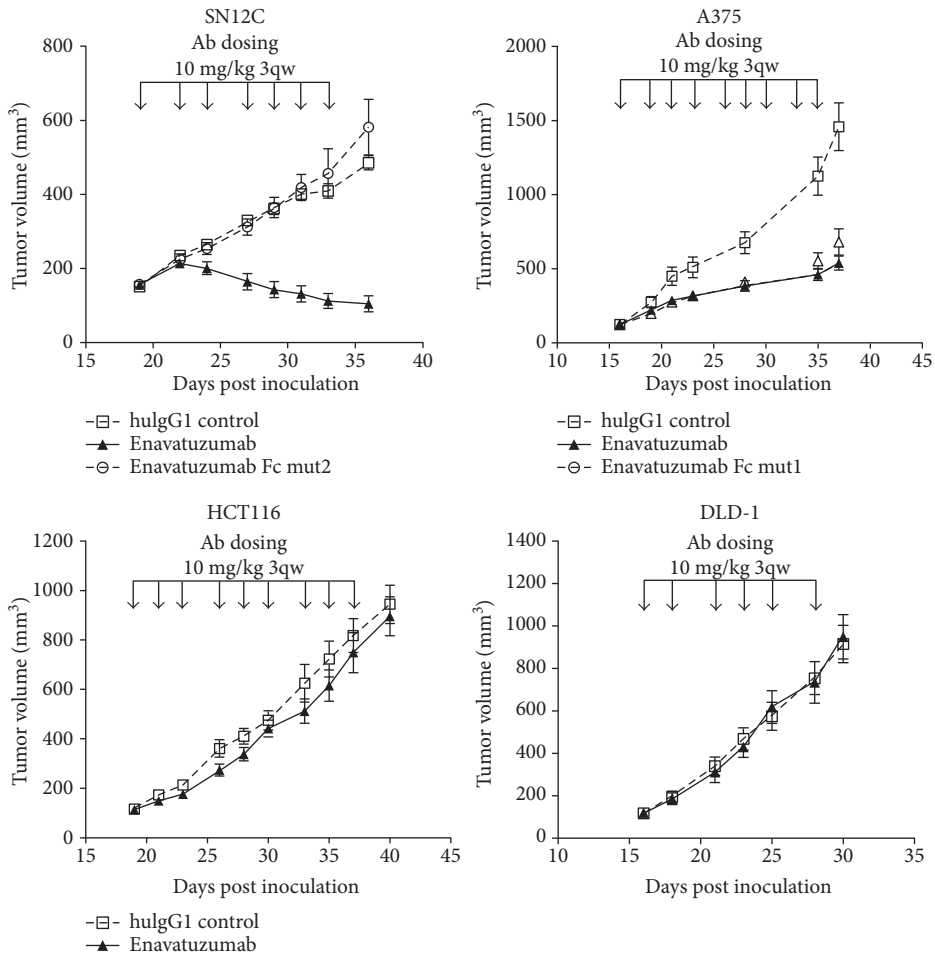 SN12C
Ab dosing
10 mg/kg 3qw
Tumor volume (mm³)
800
600
400
200
0
15 20 25 30 35 40
Days post inoculation
huIgG1 control
Enavatuzumab
Enavatuzumab Fc mut2
A375
Ab dosing
10 mg/kg 3qw
Tumor volume (mm³)
2000
1500
1000
500
0
10 15 20 25 30 35 40 45
Days post inoculation
huIgG1 control
Enavatuzumab
Enavatuzumab Fc mut1
HCT116
Ab dosing
10 mg/kg 3qw
Tumor volume (mm³)
1200
1000
800
600
400
200
0
15 20 25 30 35 40 45
Days post inoculation
huIgG1 control
Enavatuzumab
DLD-1
Ab dosing
10 mg/kg 3qw
Tumor volume (mm³)
1400
1200
1000
800
600
400
200
0
10 15 20 25 30 35
Days post inoculation